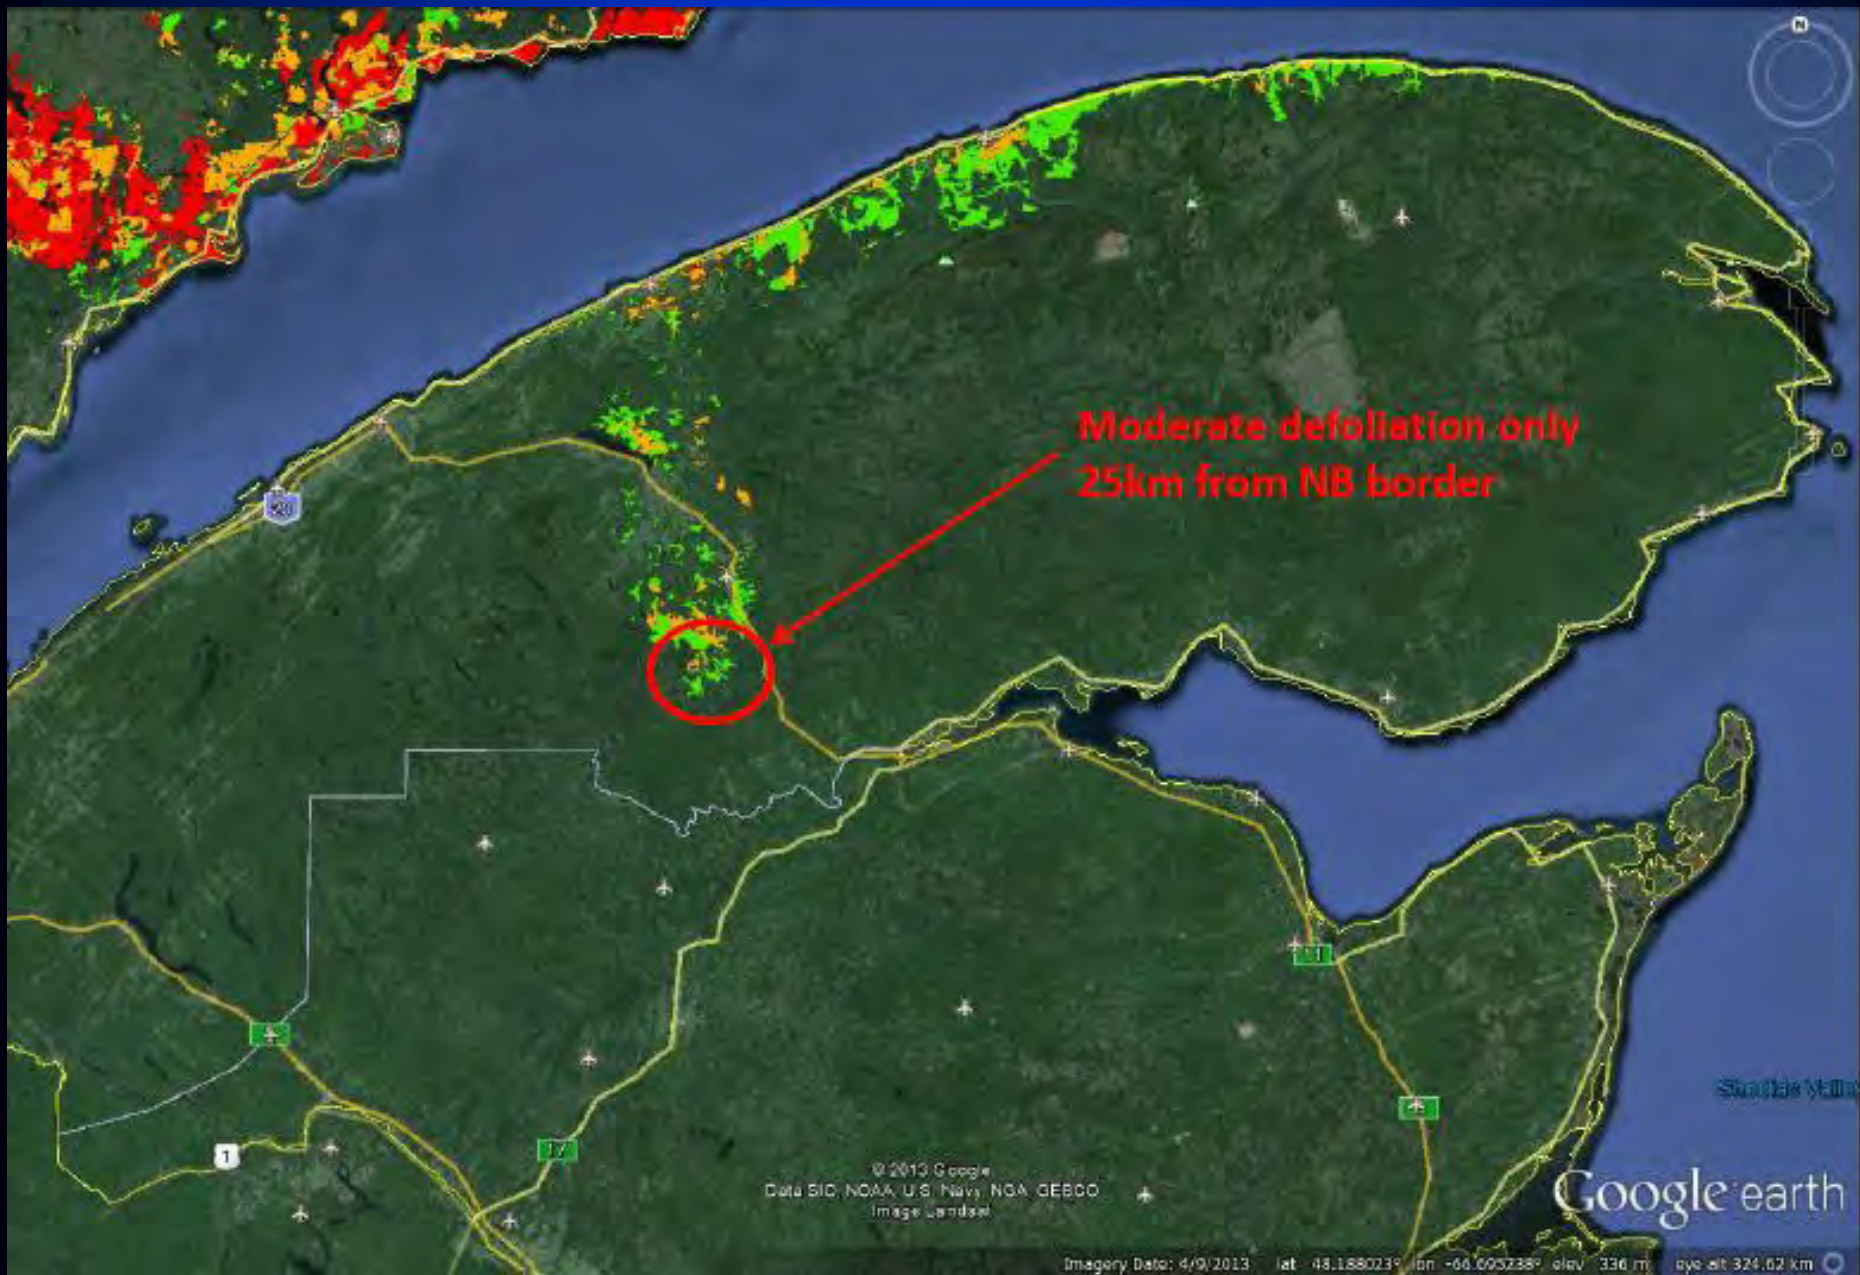 N
Moderate defoliation only
25km from NB border
20
11
1
17
© 2013 Google
Data SIO, NOAA, U.S. Navy, NGA, GEBCO
Image Landsat
Google earth
Imagery Date: 4/9/2013 lat 48.188023° lon -66.695238° elev 336 m eye alt 324.62 km